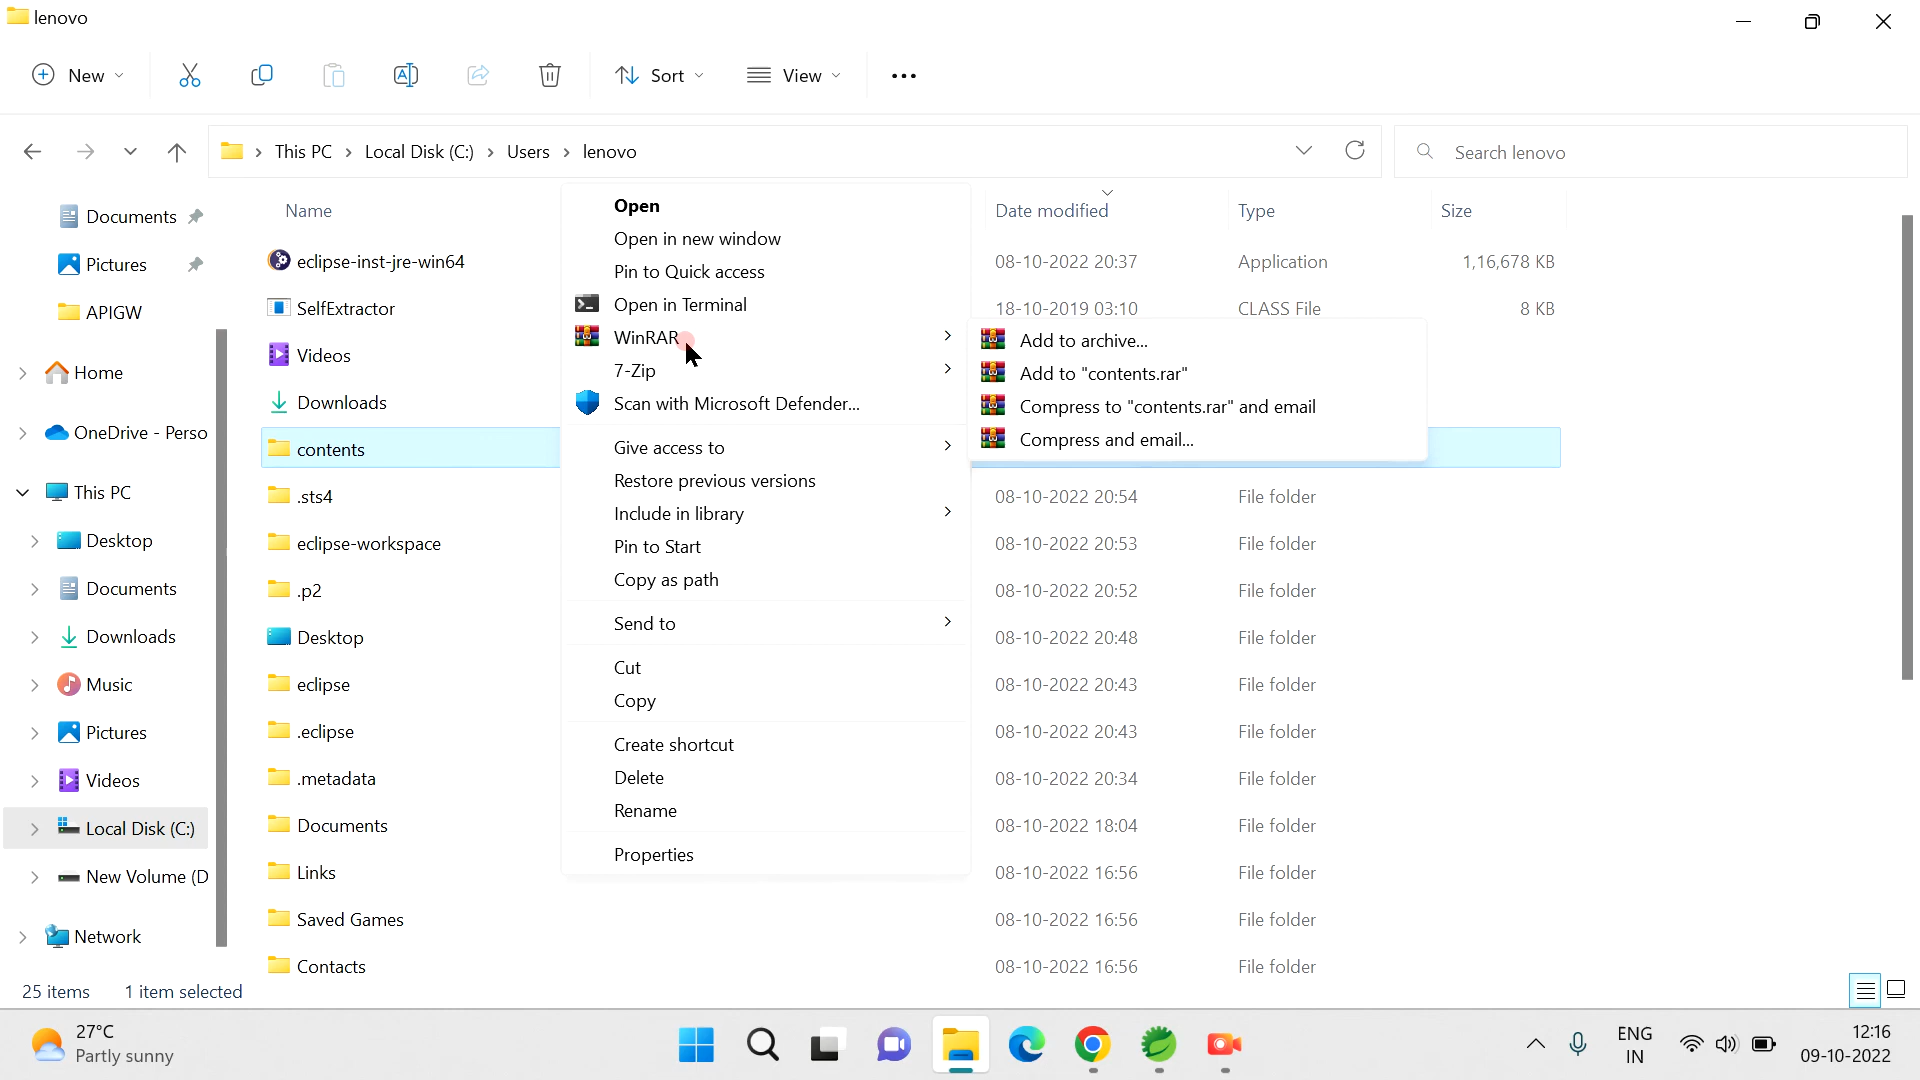 lenovo
New
Sort
View
This PC
Local Disk (C:)
Users
lenovo
Search lenovo
Documents
Pictures
APIGW
Home
OneDrive - Perso
This PC
Desktop
Documents
Downloads
Music
Pictures
Videos
Local Disk (C:)
New Volume (D
Network
Name
Date modified
Type
Size
eclipse-inst-jre-win64
08-10-2022 20:37
Application
1,16,678 KB
SelfExtractor
18-10-2019 03:10
CLASS File
8 KB
Videos
Downloads
contents
.sts4
08-10-2022 20:54
File folder
eclipse-workspace
08-10-2022 20:53
File folder
.p2
08-10-2022 20:52
File folder
Desktop
08-10-2022 20:48
File folder
eclipse
08-10-2022 20:43
File folder
.eclipse
08-10-2022 20:43
File folder
.metadata
08-10-2022 20:34
File folder
Documents
08-10-2022 18:04
File folder
Links
08-10-2022 16:56
File folder
Saved Games
08-10-2022 16:56
File folder
Contacts
08-10-2022 16:56
File folder
Open
Open in new window
Pin to Quick access
Open in Terminal
WinRAR
7-Zip
Scan with Microsoft Defender...
Give access to
Restore previous versions
Include in library
Pin to Start
Copy as path
Send to
Cut
Copy
Create shortcut
Delete
Rename
Properties
Add to archive...
Add to "contents.rar"
Compress to "contents.rar" and email
Compress and email...
25 items
1 item selected
27°C
Partly sunny
ENG
IN
12:16
09-10-2022